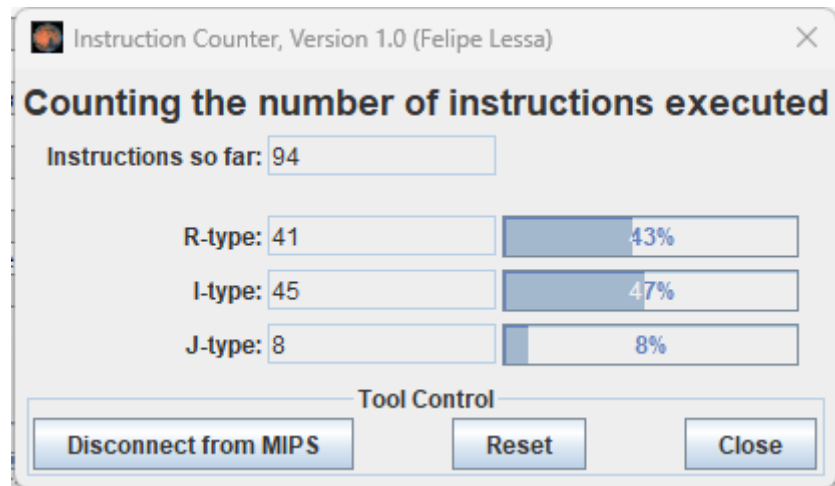 Instruction Counter, Version 1.0 (Felipe Lessa)
Counting the number of instructions executed
Instructions so far: 94
R-type: 41 43%
I-type: 45 47%
J-type: 8 8%
Tool Control
Disconnect from MIPS Reset Close